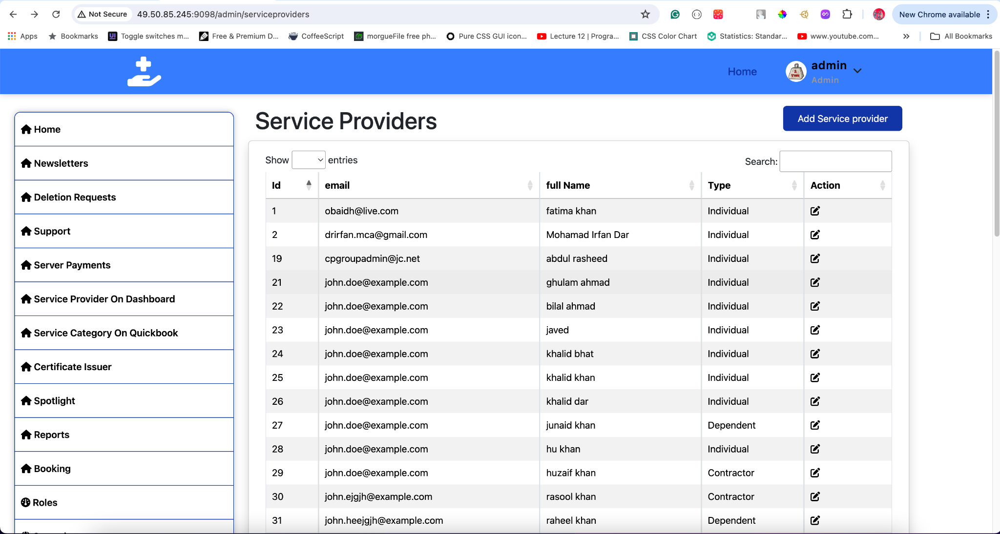 Not Secure 49.50.85.245:9098/admin/serviceproviders New Chrome available
Apps Bookmarks Toggle switches m... Free & Premium D... CoffeeScript morgueFile free ph... Pure CSS GUI icon... Lecture 12 | Progra... CSS Color Chart Statistics: Standar... www.youtube.com... All Bookmarks
Home admin
Admin
Service Providers Add Service provider
Home
Newsletters
Deletion Requests
Support
Server Payments
Service Provider On Dashboard
Service Category On Quickbook
Certificate Issuer
Spotlight
Reports
Booking
Roles
Show entries Search:
Id email full Name Type Action
1 obaidh@live.com fatima khan Individual
2 drirfan.mca@gmail.com Mohamad Irfan Dar Individual
19 cpgroupadmin@jc.net abdul rasheed Individual
21 john.doe@example.com ghulam ahmad Individual
22 john.doe@example.com bilal ahmad Individual
23 john.doe@example.com javed Individual
24 john.doe@example.com khalid bhat Individual
25 john.doe@example.com khalid khan Individual
26 john.doe@example.com khalid dar Individual
27 john.doe@example.com junaid khan Dependent
28 john.doe@example.com hu khan Individual
29 john.doe@example.com huzaif khan Contractor
30 john.ejgjh@example.com rasool khan Contractor
31 john.heejgjh@example.com raheel khan Dependent